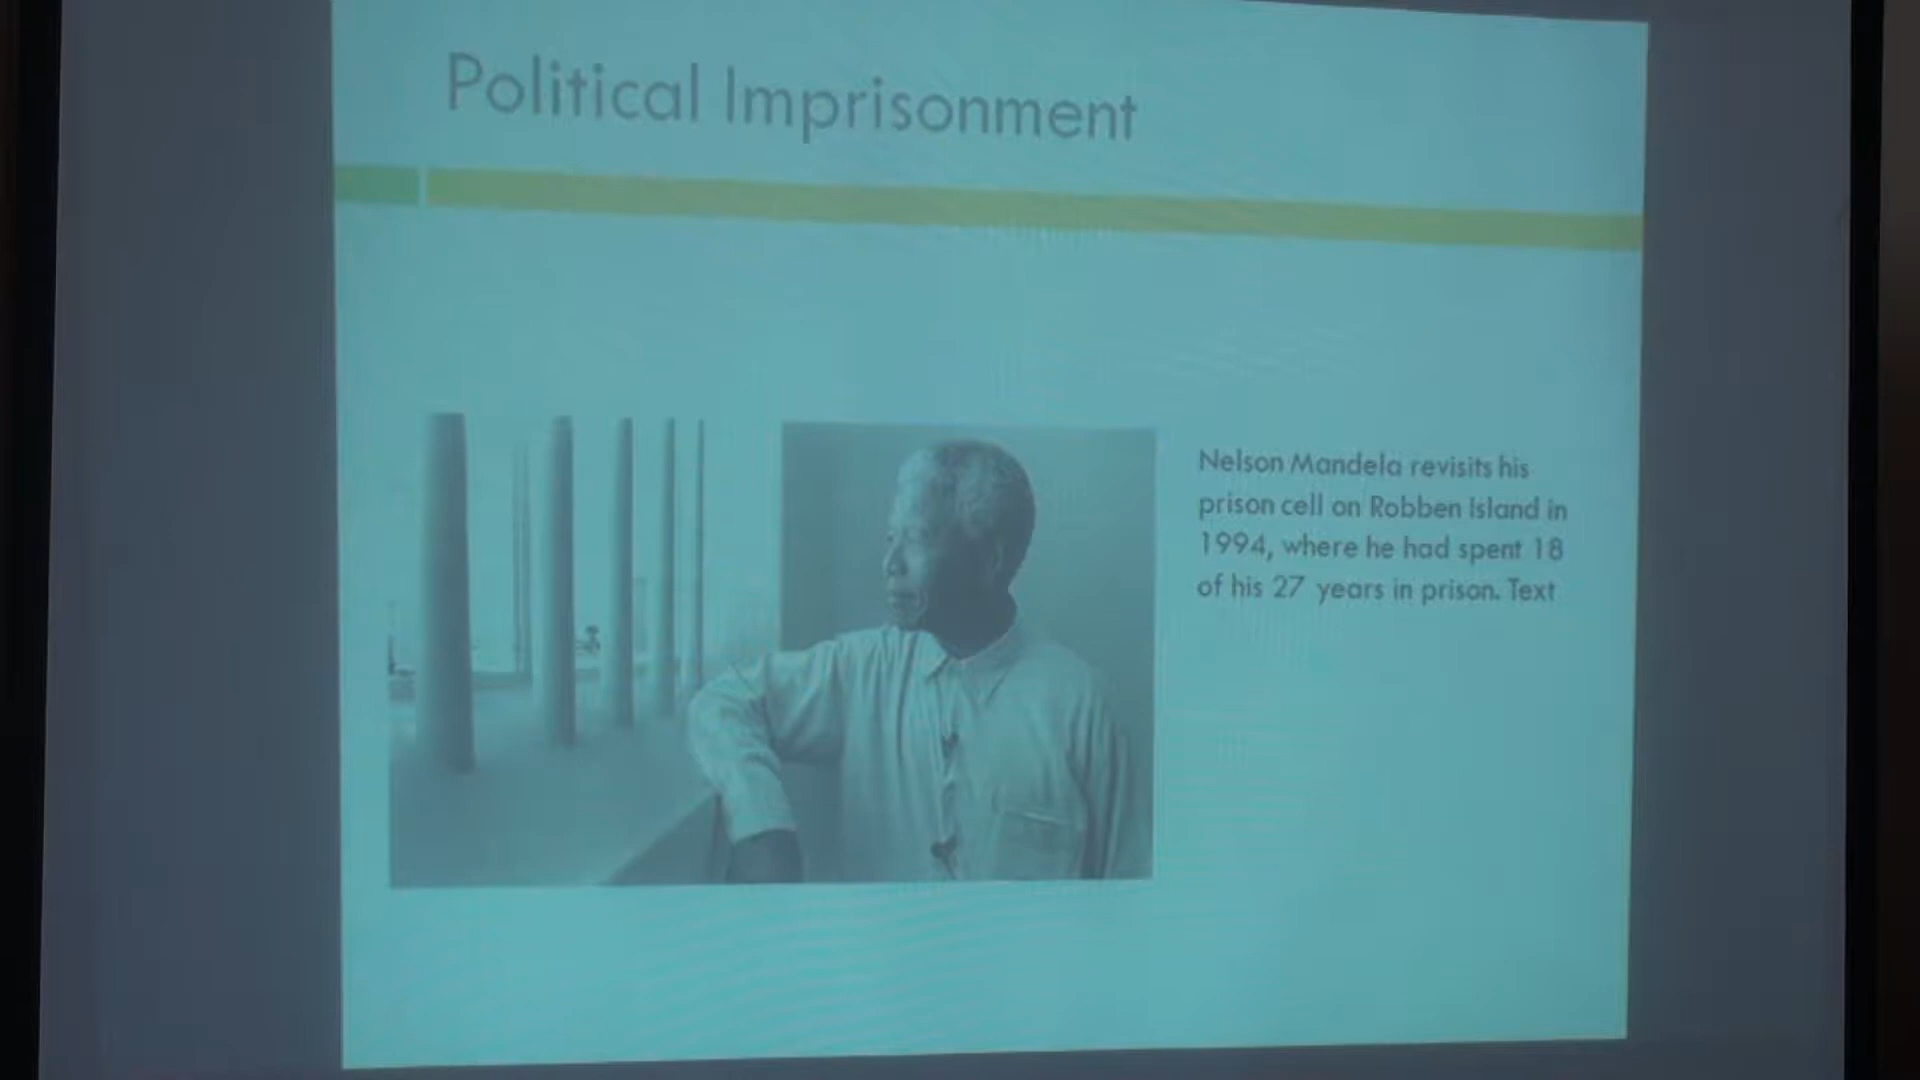 Political Imprisonment
Nelson Mandela revisits his
prison cell on Robben Island in
1994, where he had spent 18
of his 27 years in prison. Text